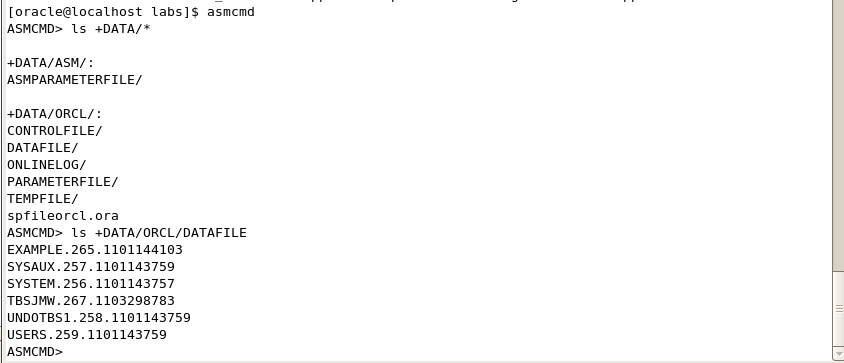 [oracle@localhost labs]$ asmcmd
ASMCMD> ls +DATA/*
+DATA/ASM/:
ASMPARAMETERFILE/
+DATA/ORCL/:
CONTROLFILE/
DATAFILE/
ONLINELOG/
PARAMETERFILE/
TEMPFILE/
spfileorcl.ora
ASMCMD> ls +DATA/ORCL/DATAFILE
EXAMPLE.265.1101144103
SYSAUX.257.1101143759
SYSTEM.256.1101143757
TBSJMW.267.1103298783
UNDOTBS1.258.1101143759
USERS.259.1101143759
ASMCMD>